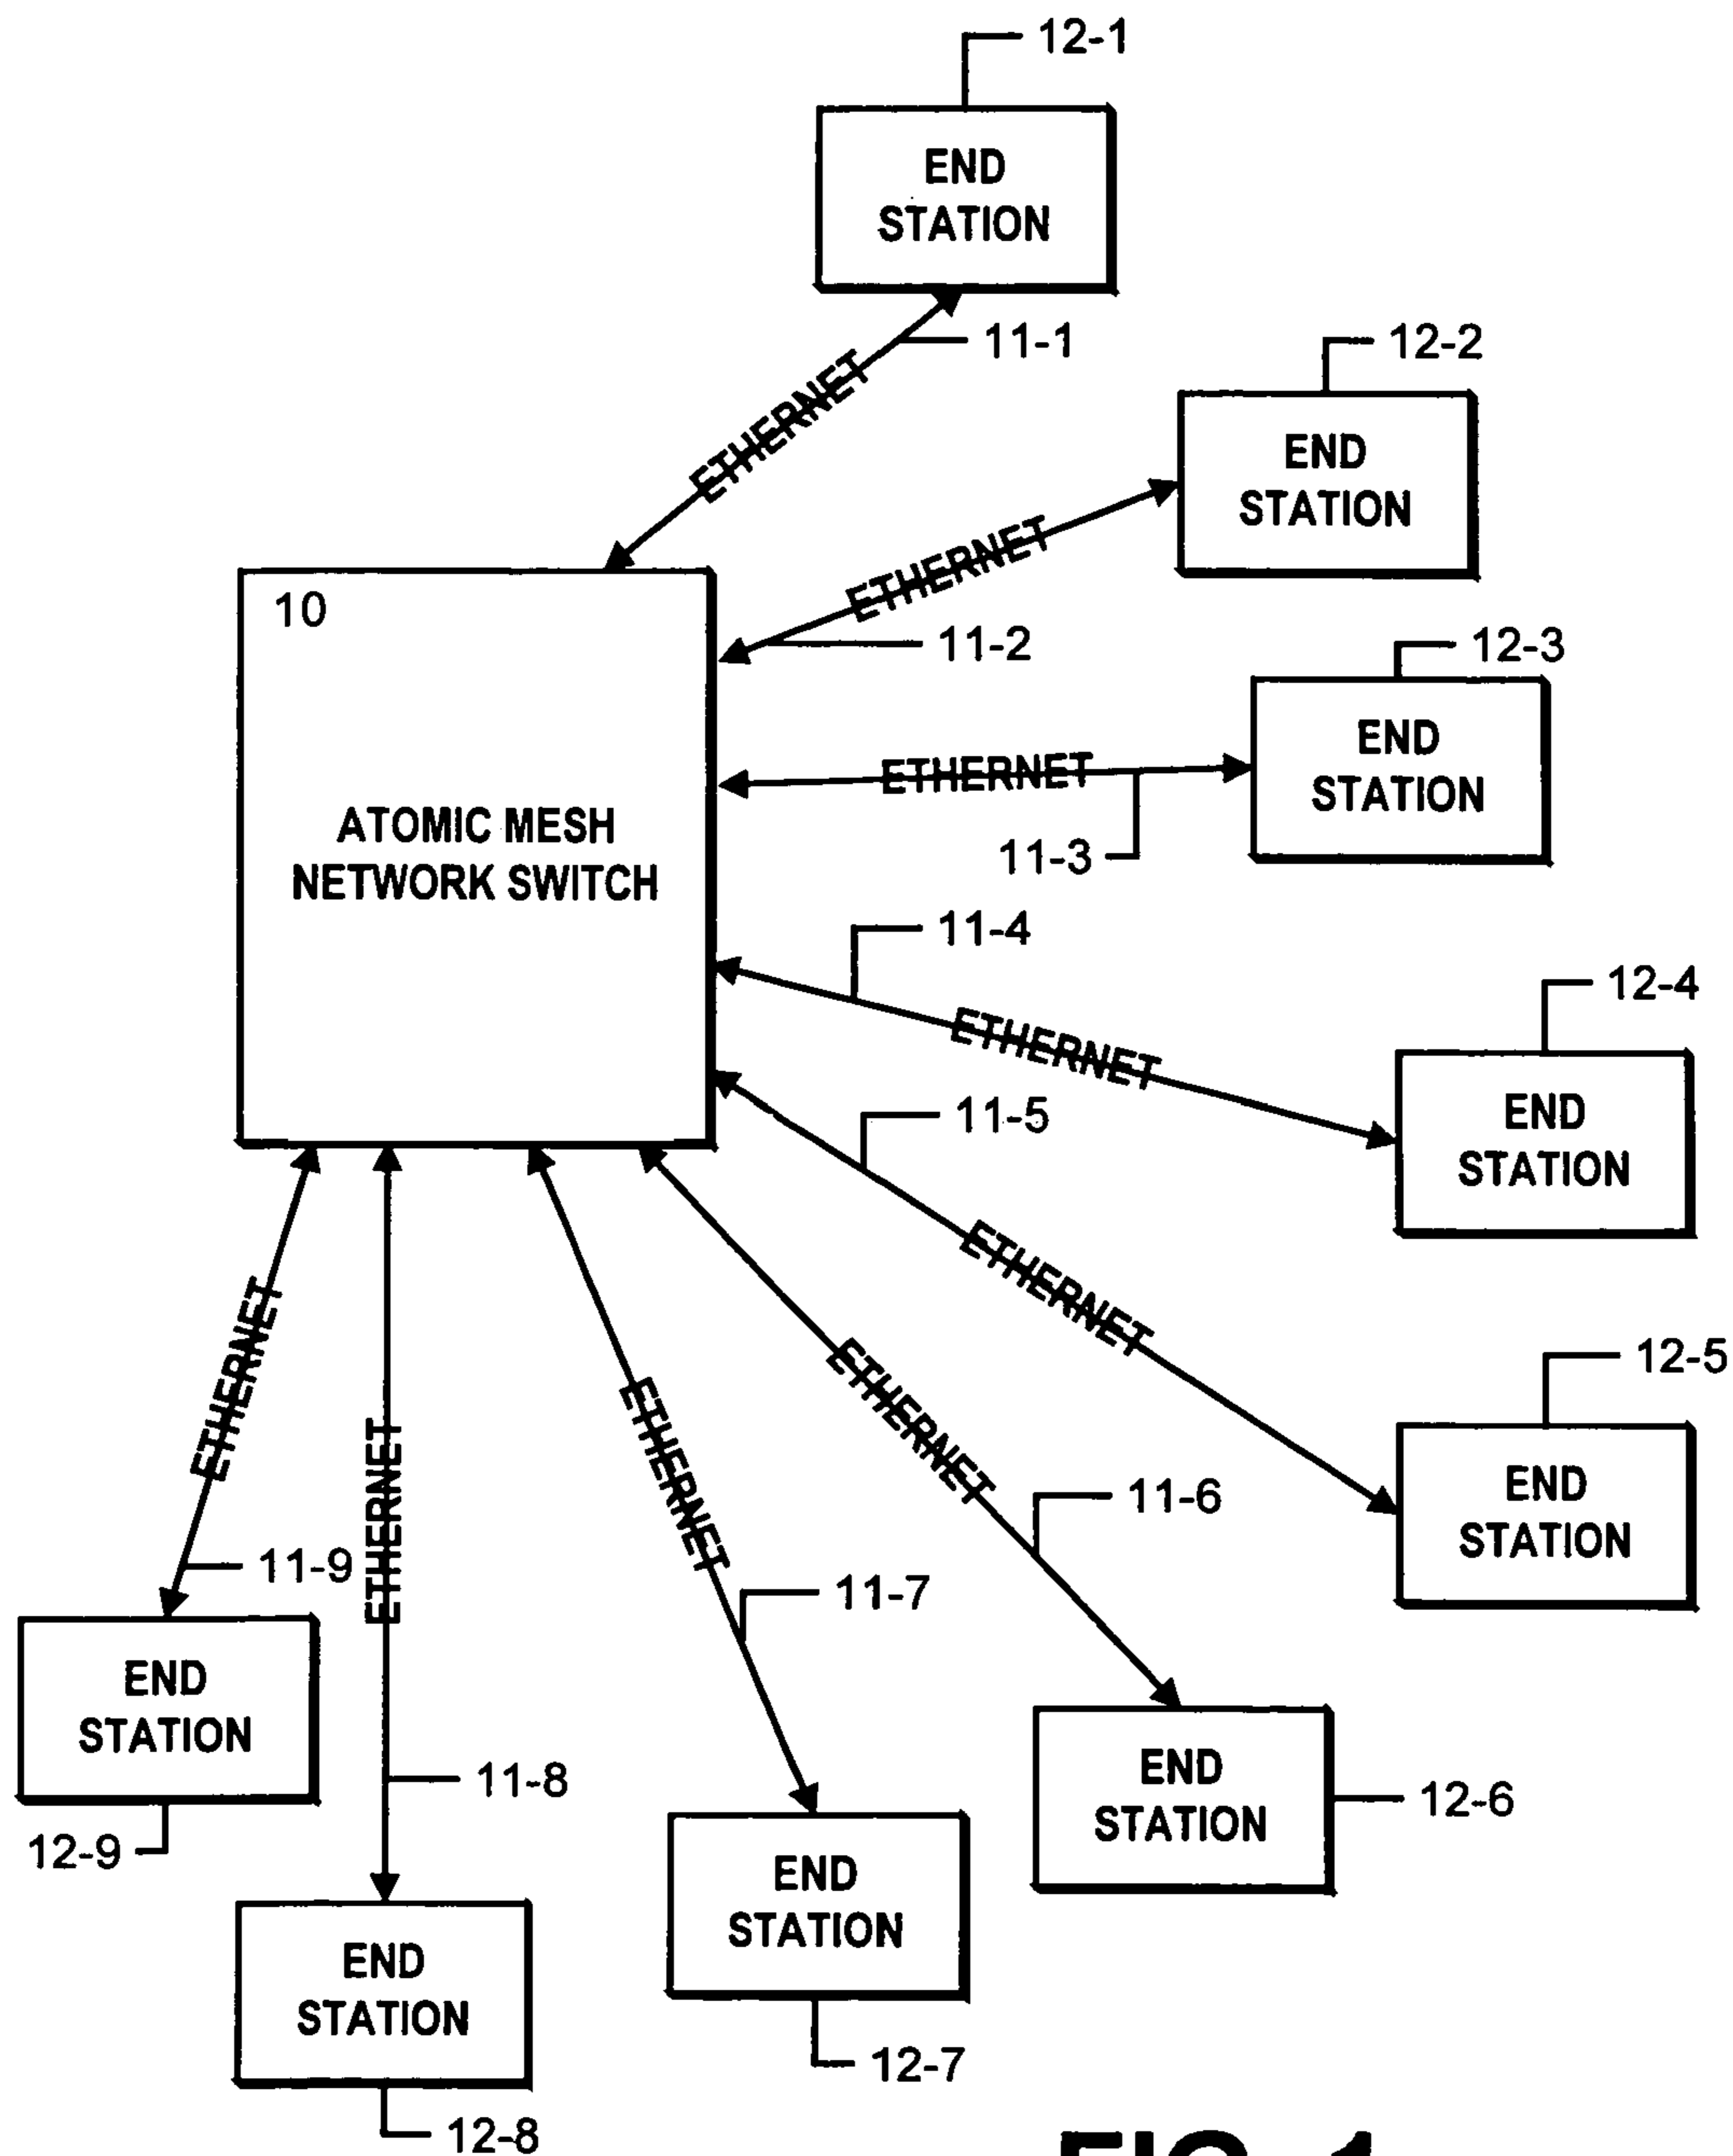 12-1
END
STATION
11-1
ETHERNET
12-2
END
STATION
ETHERNET
11-2
10
ATOMIC MESH
NETWORK SWITCH
12-3
END
STATION
ETHERNET
11-3
11-4
ETHERNET
12-4
END
STATION
11-5
ETHERNET
12-5
END
STATION
ETHERNET
11-6
END
STATION
12-6
ETHERNET
11-7
END
STATION
12-7
ETHERNET
11-8
END
STATION
12-8
ETHERNET
11-9
END
STATION
12-9
FIG. 1